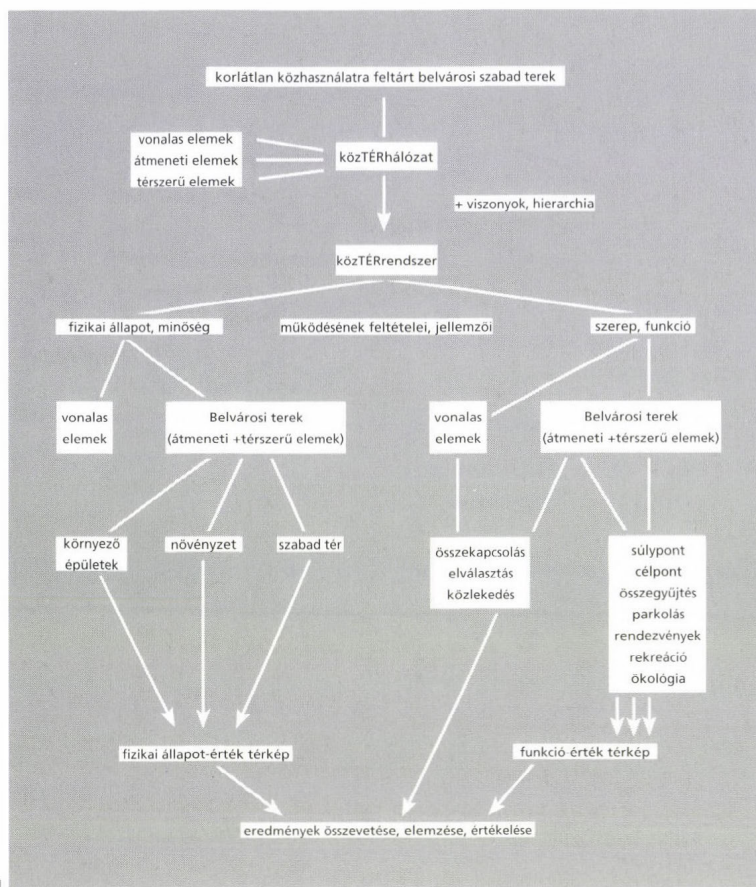 korlátlan közhasználatra feltárt belvárosi szabad terek
vonalas elemek
átmeneti elemek
térszerű elemek
közTÉRhálózat
+ viszonyok, hierarchia
közTÉRrendszer
fizikai állapot, minőség
működésének feltételei, jellemzői
szerep, funkció
vonalas
elemek
Belvárosi terek
(átmeneti +térszerű elemek)
vonalas
elemek
Belvárosi terek
(átmeneti +térszerű elemek)
környező
épületek
növényzet
szabad tér
összekapcsolás
elválasztás
közlekedés
súlypont
célpont
összegyűjtés
parkolás
rendezvények
rekreáció
ökológia
fizikai állapot-érték térkép
funkció-érték térkép
eredmények összevetése, elemzése, értékelése